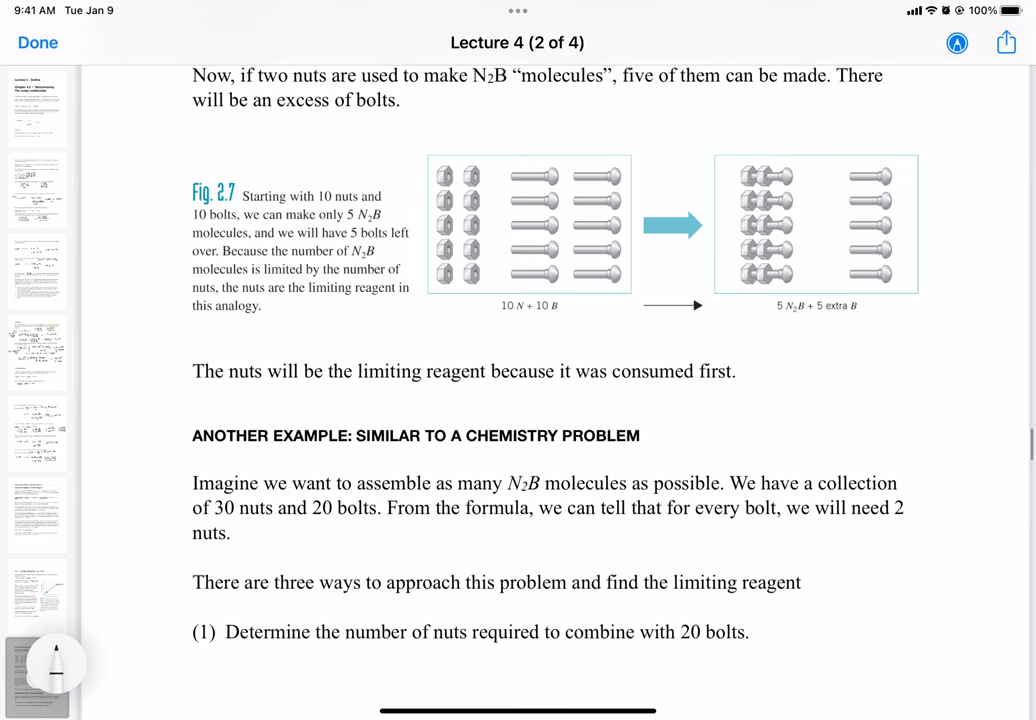 9:41 AM Tue Jan 9
100%
Done
Lecture 4 (2 of 4)
Now, if two nuts are used to make N₂B “molecules”, five of them can be made. There
will be an excess of bolts.
Fig. 2.7 Starting with 10 nuts and
10 bolts, we can make only 5 N₂B
molecules, and we will have 5 bolts left
over. Because the number of N₂B
molecules is limited by the number of
nuts, the nuts are the limiting reagent in
this analogy.
10 N + 10 B
5 N₂B + 5 extra B
The nuts will be the limiting reagent because it was consumed first.
ANOTHER EXAMPLE: SIMILAR TO A CHEMISTRY PROBLEM
Imagine we want to assemble as many N₂B molecules as possible. We have a collection
of 30 nuts and 20 bolts. From the formula, we can tell that for every bolt, we will need 2
nuts.
There are three ways to approach this problem and find the limiting reagent
(1) Determine the number of nuts required to combine with 20 bolts.